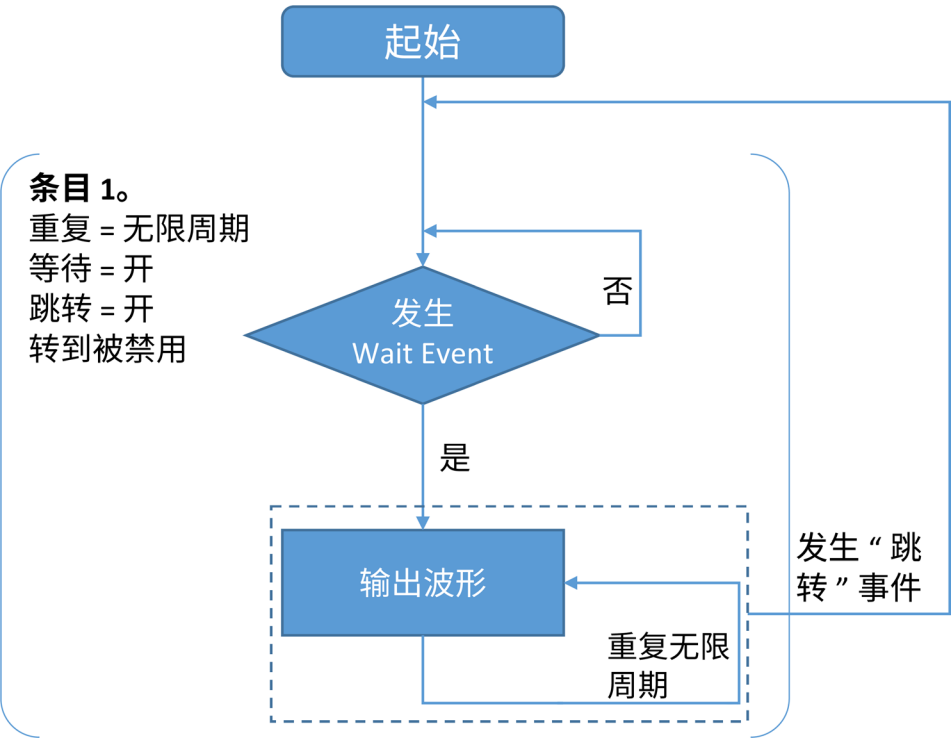 起始
条目 1。
重复 = 无限周期
等待 = 开
跳转 = 开
转到被禁用
发生
Wait Event
否
是
输出波形
重复无限
周期
发生“ 跳
转 ” 事件